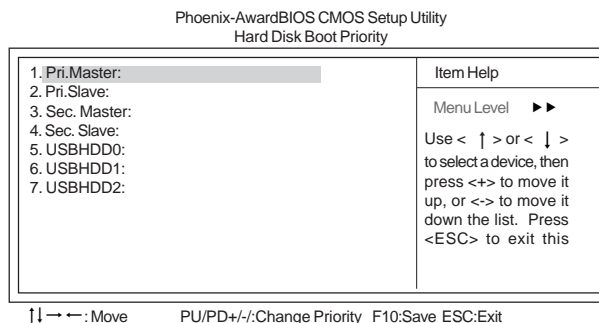 Phoenix-AwardBIOS CMOS Setup Utility
Hard Disk Boot Priority
1. Pri.Master:
2. Pri.Slave:
3. Sec. Master:
4. Sec. Slave:
5. USBHDD0:
6. USBHDD1:
7. USBHDD2:
Item Help
Menu Level ►►
Use < ↑ > or < ↓ >
to select a device, then
press <+> to move it
up, or <-> to move it
down the list. Press
<ESC> to exit this
↑↓→←: Move PU/PD+/-/:Change Priority F10:Save ESC:Exit